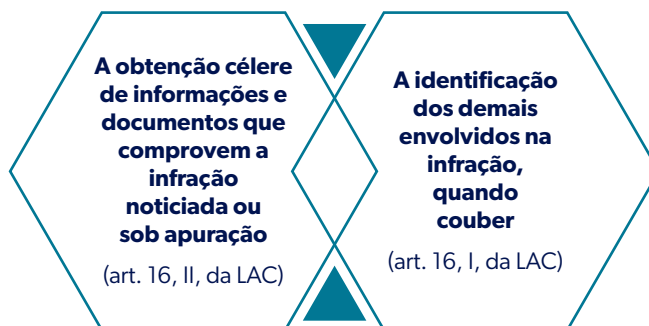 A obtenção célere
de informações e
documentos que
comprovem a
infração
noticiada ou
sob apuração
(art. 16, II, da LAC)
A identificação
dos demais
envolvidos na
infração,
quando
couber
(art. 16, I, da LAC)